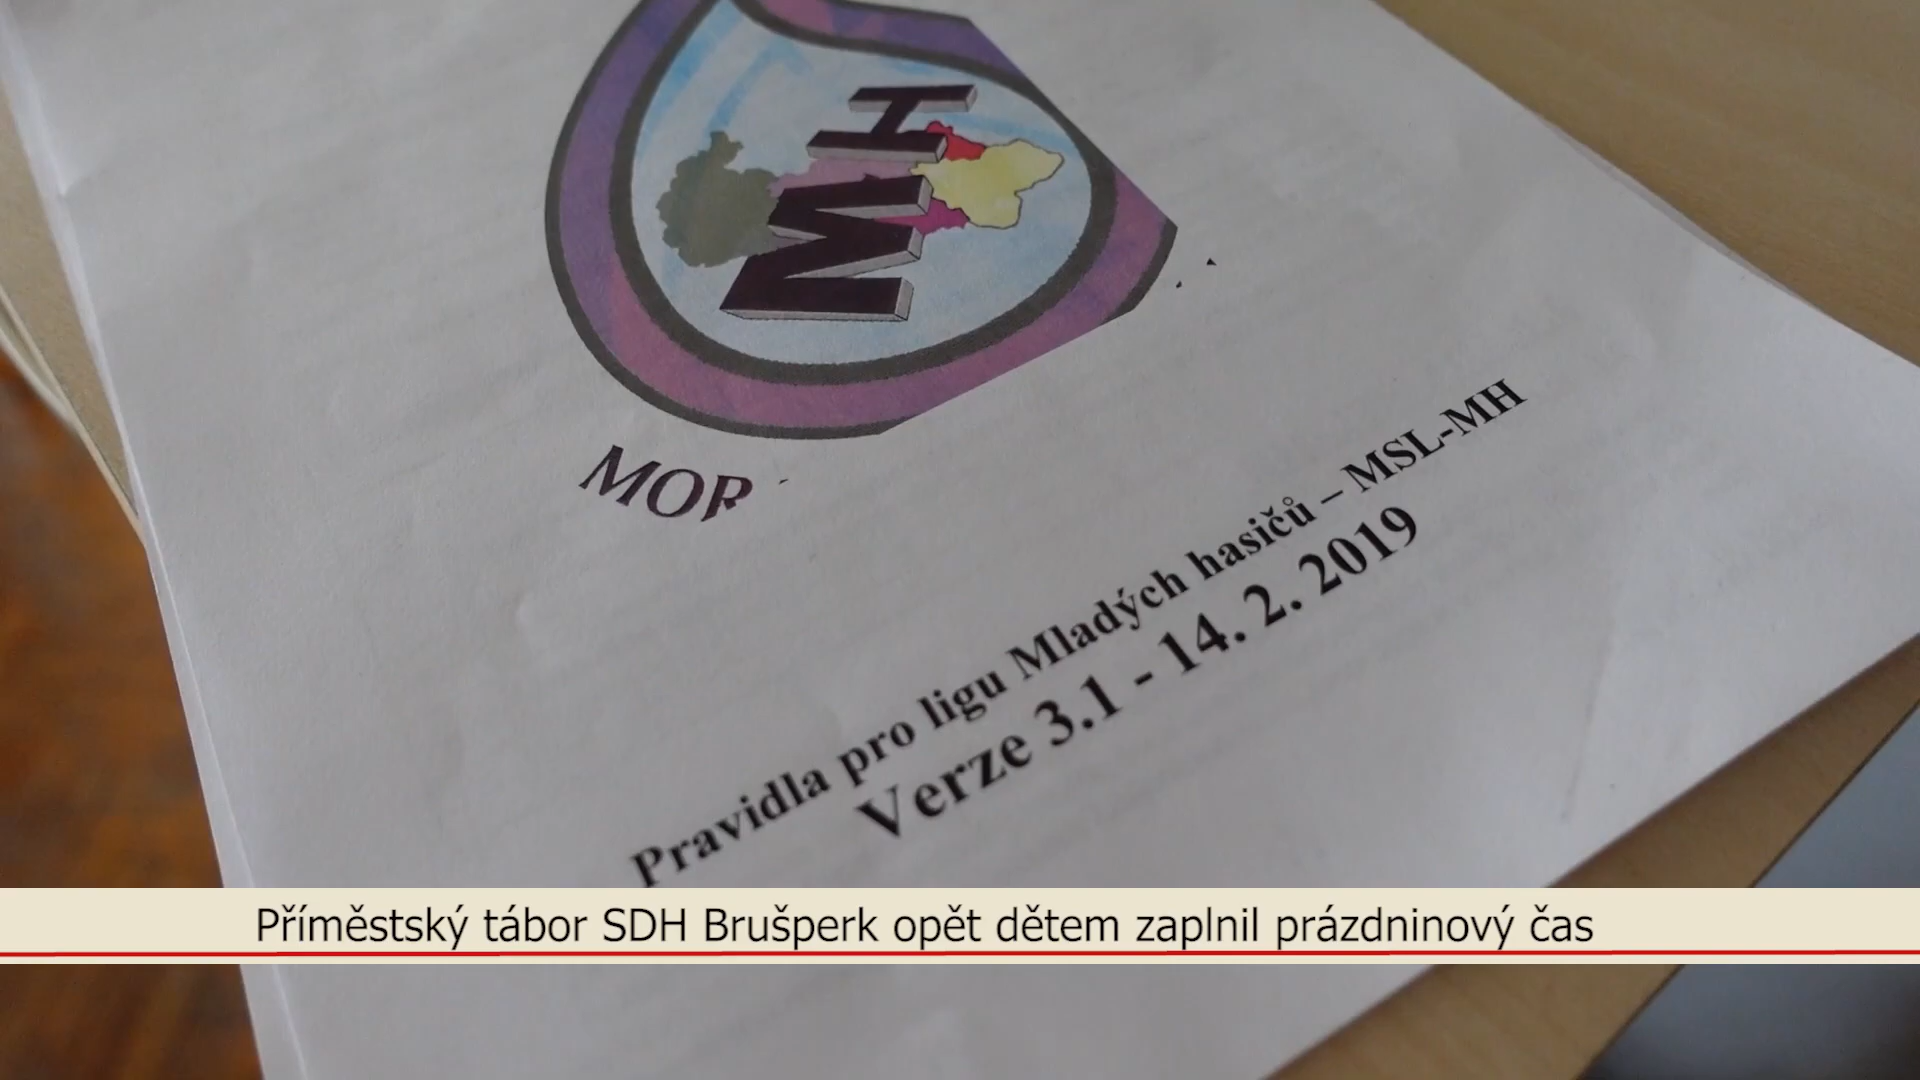 MH
MOR
Pravidla pro ligu Mladých hasičů – MSL-MH
Verze 3.1 - 14. 2. 2019
Příměstský tábor SDH Brušperk opět dětem zaplnil prázdninový čas